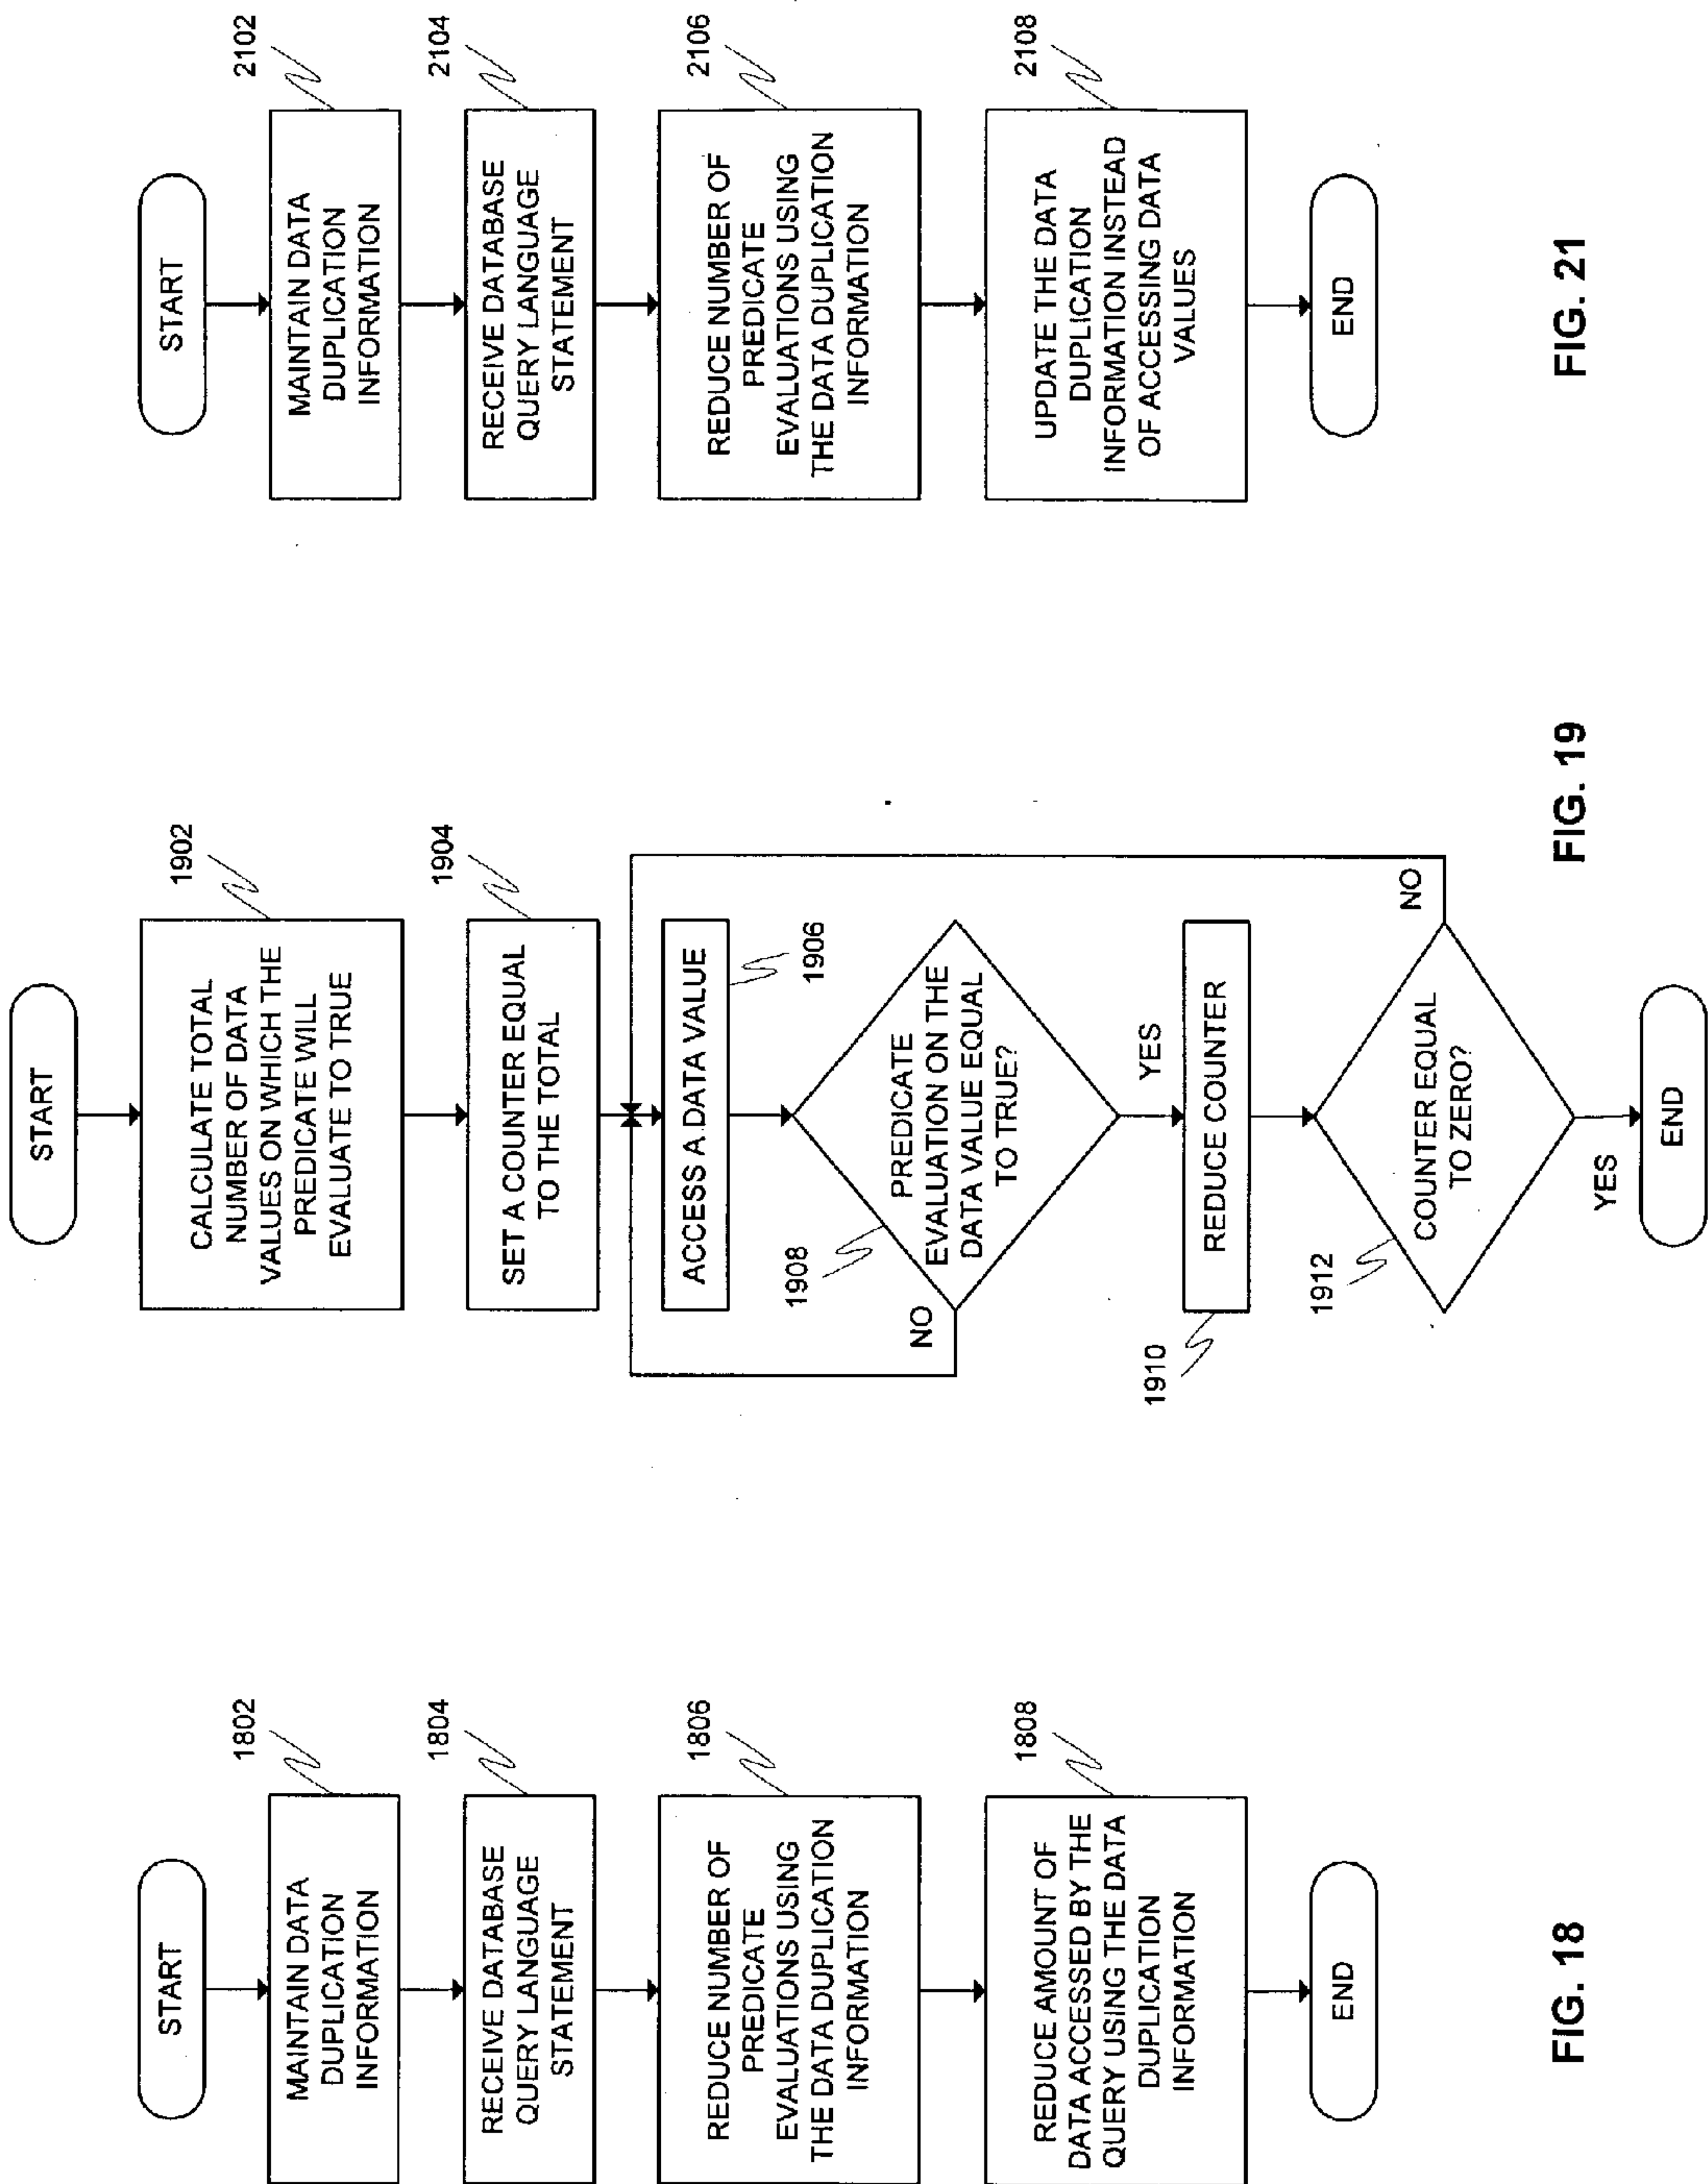 START
MAINTAIN DATA
DUPLICATION
INFORMATION
1802
RECEIVE DATABASE
QUERY LANGUAGE
STATEMENT
1804
REDUCE NUMBER OF
PREDICATE
EVALUATIONS USING
THE DATA DUPLICATION
INFORMATION
1806
REDUCE AMOUNT OF
DATA ACCESSED BY THE
QUERY USING THE DATA
DUPLICATION
INFORMATION
1808
END
FIG. 18
START
CALCULATE TOTAL
NUMBER OF DATA
VALUES ON WHICH THE
PREDICATE WILL
EVALUATE TO TRUE
1902
SET A COUNTER EQUAL
TO THE TOTAL
1904
ACCESS A DATA VALUE
1906
PREDICATE
EVALUATION ON THE
DATA VALUE EQUAL
TO TRUE?
1908
NO
YES
REDUCE COUNTER
1910
COUNTER EQUAL
TO ZERO?
1912
NO
YES
END
FIG. 19
START
MAINTAIN DATA
DUPLICATION
INFORMATION
2102
RECEIVE DATABASE
QUERY LANGUAGE
STATEMENT
2104
REDUCE NUMBER OF
PREDICATE
EVALUATIONS USING
THE DATA DUPLICATION
INFORMATION
2106
UPDATE THE DATA
DUPLICATION
INFORMATION INSTEAD
OF ACCESSING DATA
VALUES
2108
END
FIG. 21